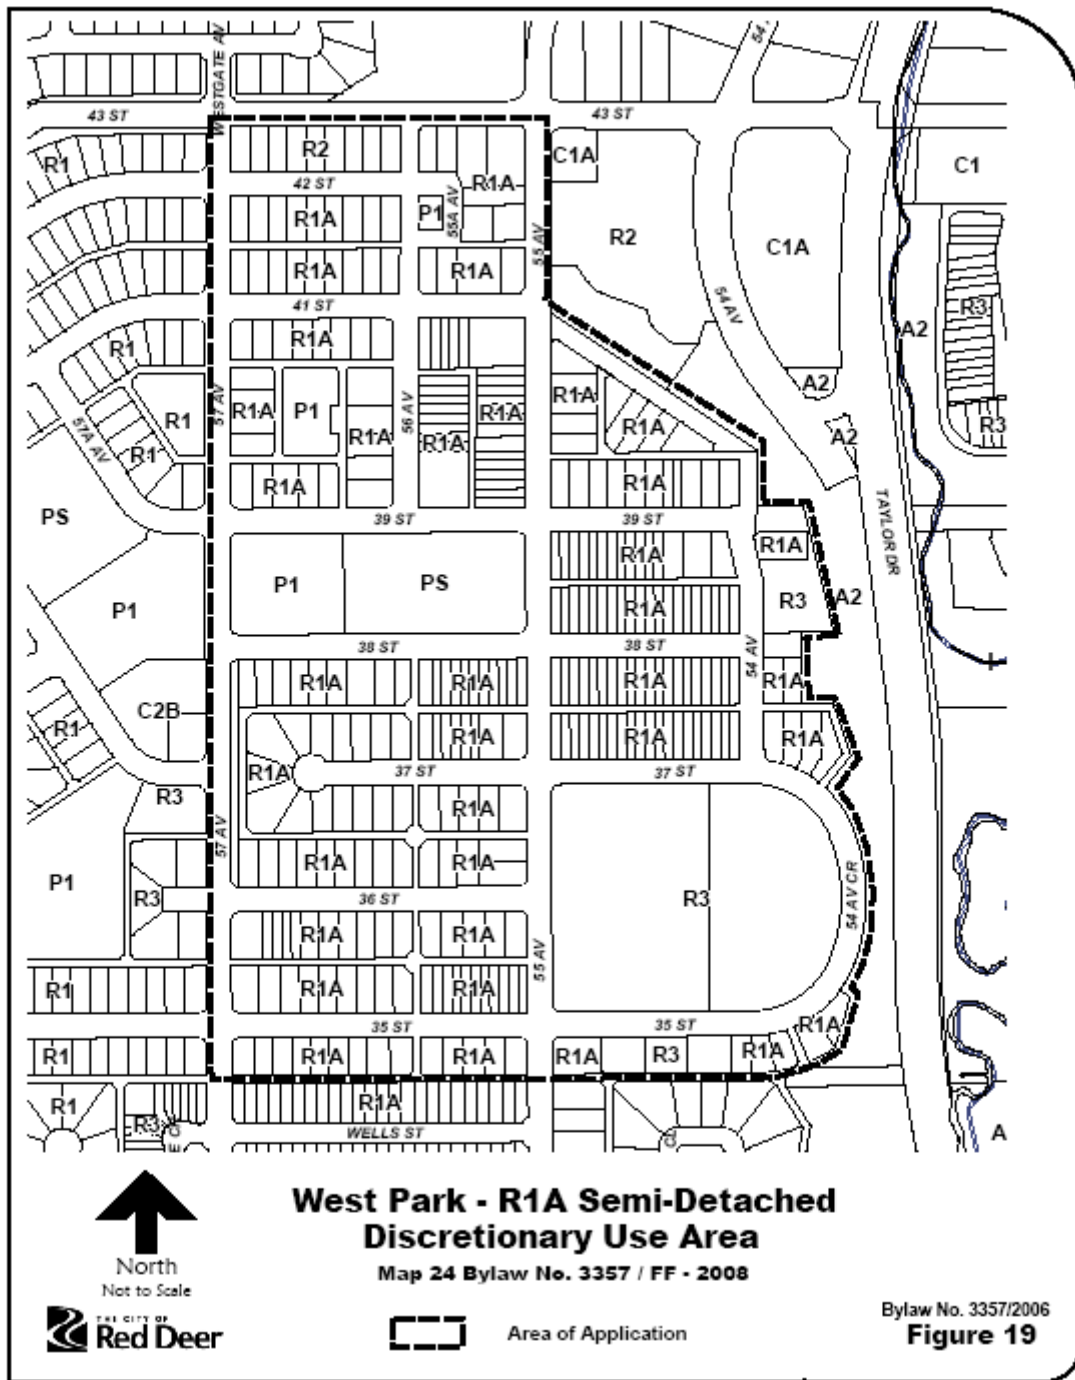 WESTGATE AV
54
43 ST
43 ST
R1
R2
C1A
C1
42 ST
R1A
R1A
P1
55A AV
55 AV
R2
C1A
R1A
R1A
41 ST
54 AV
R3
A2
R1
R1A
A2
57 AV
R1A
P1
R1A
R1A
R1
R1A
56 AV
R1A
R1A
A2
R3
57A AV
R1
R1A
R1A
PS
39 ST
39 ST
TAYLOR DR
R1A
R1A
P1
PS
R1A
R3
A2
P1
38 ST
38 ST
54 AV
R1A
R1A
R1A
R1A
C2B
R1
R1A
R1A
R1A
R1A
37 ST
37 ST
R3
R1A
57 AV
R1A
R1A
P1
R3
36 ST
R3
54 AV CR
R1A
R1A
55 AV
R1
R1A
R1A
35 ST
35 ST
R1A
R1
R1A
R1A
R1A
R3
R1A
R1
R1A
R3
WELLS ST
E C
CL
A
West Park - R1A Semi-Detached
Discretionary Use Area
Map 24 Bylaw No. 3357 / FF - 2008
North
Not to Scale
THE CITY OF
Red Deer
Area of Application
Bylaw No. 3357/2006
Figure 19